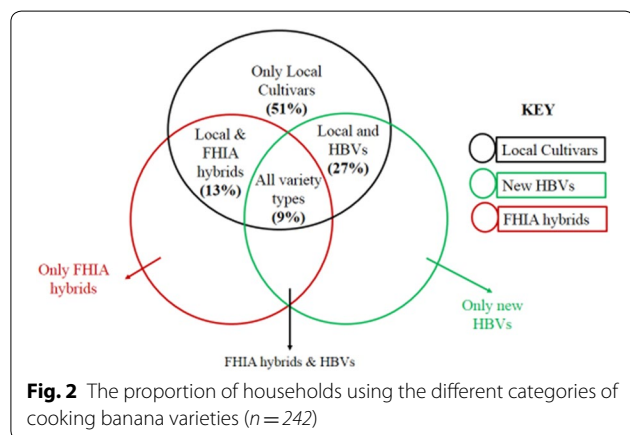 Only Local
Cultivars
(51%)
Local &
FHIA
hybrids
(13%)
Local and
HBVs
(27%)
All variety
types
(9%)
Only FHIA
hybrids
Only new
HBVs
FHIA hybrids & HBVs
KEY
Local Cultivars
New HBVs
FHIA hybrids
Fig. 2 The proportion of households using the different categories of
cooking banana varieties (n = 242)